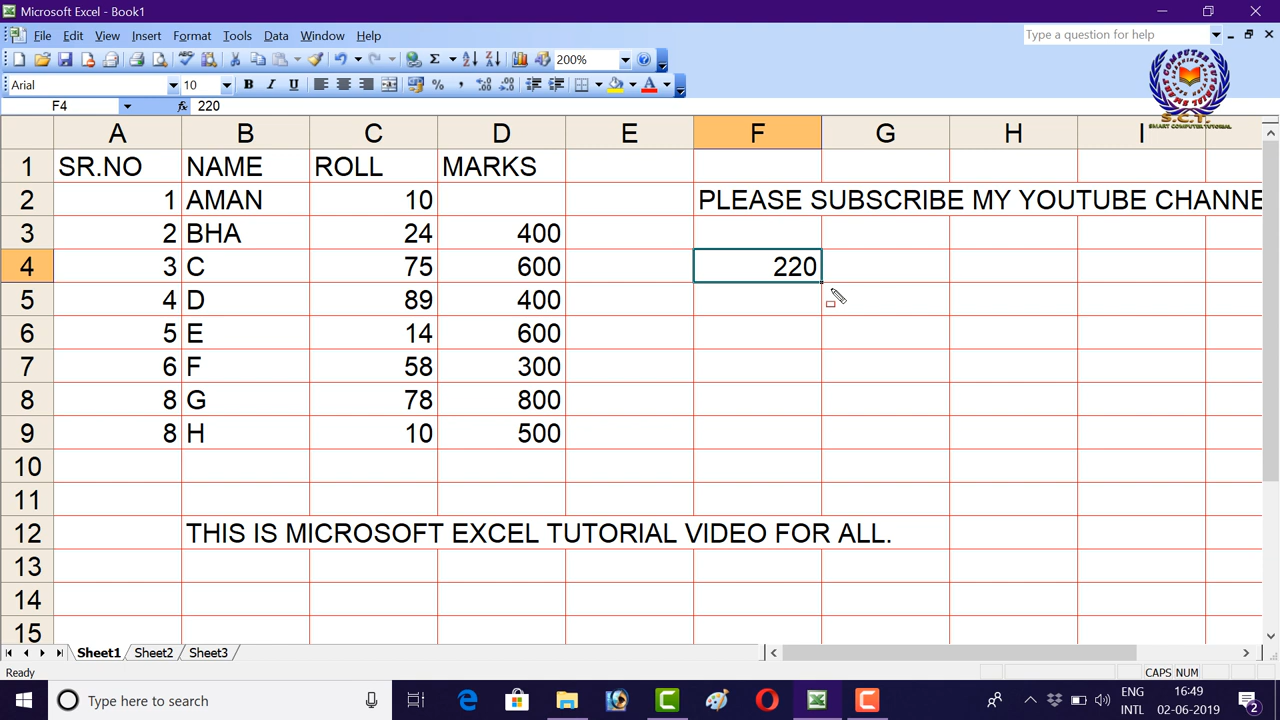 Microsoft Excel - Book1
File Edit View Insert Format Tools Data Window Help Type a question for help
Σ 200%
Arial 10 B I U % , A
F4 fx 220
A B C D E F G H I
1 SR.NO NAME ROLL MARKS
2 1 AMAN 10 PLEASE SUBSCRIBE MY YOUTUBE CHANNE
3 2 BHA 24 400
4 3 C 75 600 220
5 4 D 89 400
6 5 E 14 600
7 6 F 58 300
8 8 G 78 800
9 8 H 10 500
10
11
12 THIS IS MICROSOFT EXCEL TUTORIAL VIDEO FOR ALL.
13
14
15
Sheet1 Sheet2 Sheet3
Ready CAPS NUM
Type here to search ENG 16:49
INTL 02-06-2019 2
S.C.T.
SMART COMPUTER TUTORIAL